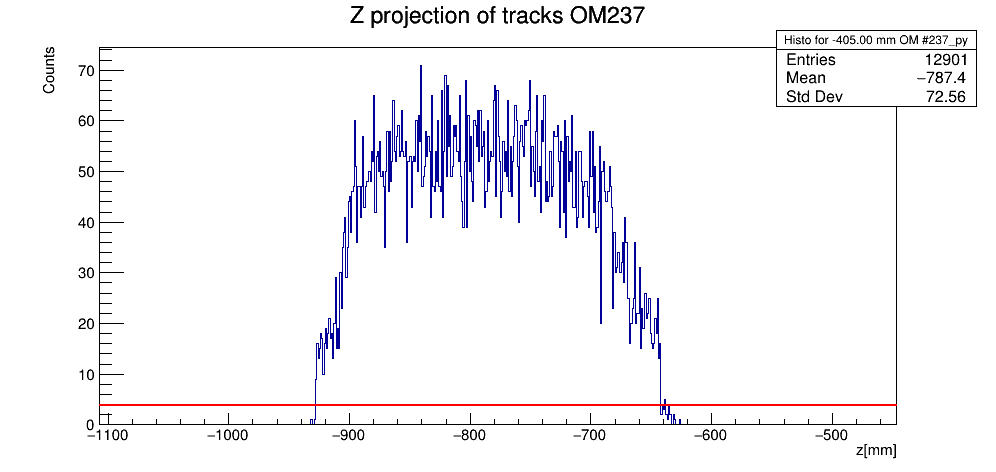 Z projection of tracks OM237
Histo for -405.00 mm OM #237_py
Entries 12901
Mean −787.4
Std Dev 72.56
Counts
70
60
50
40
30
20
10
0
−1100 −1000 −900 −800 −700 −600 −500
z[mm]